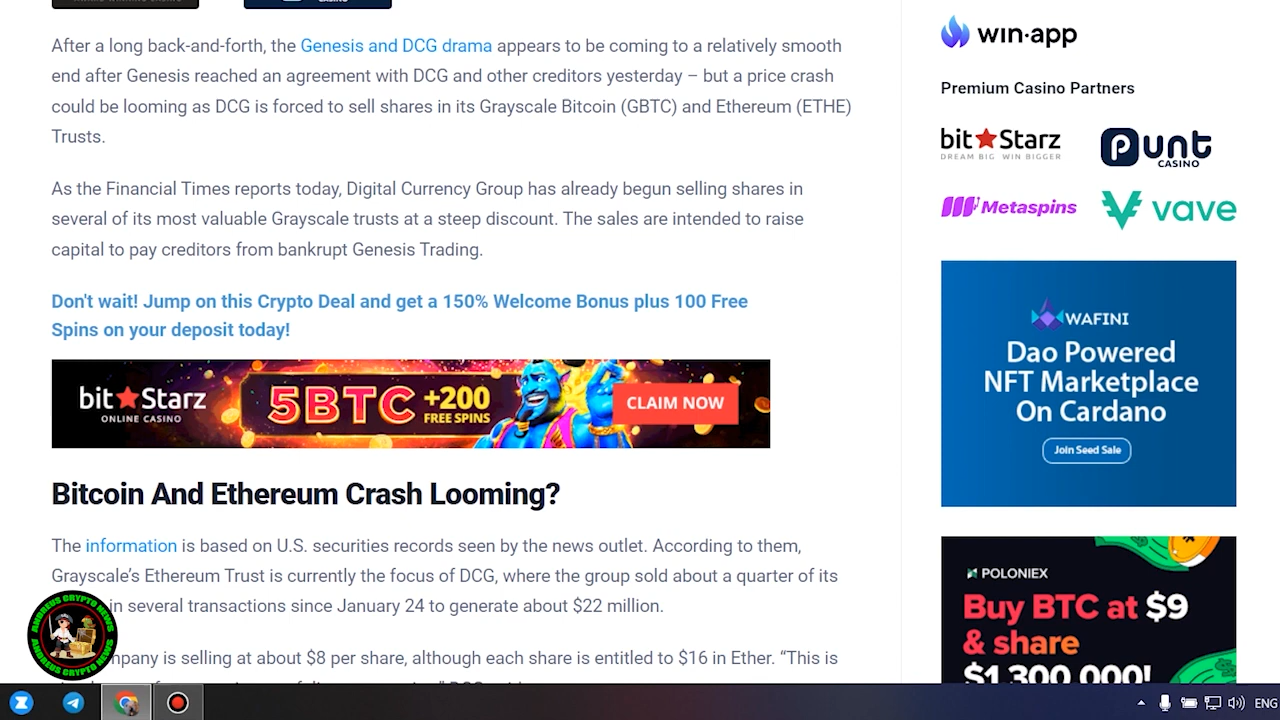 After a long back-and-forth, the Genesis and DCG drama appears to be coming to a relatively smooth
end after Genesis reached an agreement with DCG and other creditors yesterday – but a price crash
could be looming as DCG is forced to sell shares in its Grayscale Bitcoin (GBTC) and Ethereum (ETHE)
Trusts.
As the Financial Times reports today, Digital Currency Group has already begun selling shares in
several of its most valuable Grayscale trusts at a steep discount. The sales are intended to raise
capital to pay creditors from bankrupt Genesis Trading.
Don't wait! Jump on this Crypto Deal and get a 150% Welcome Bonus plus 100 Free
Spins on your deposit today!
bit Starz
ONLINE CASINO
5BTC
+200
FREE SPINS
CLAIM NOW
Bitcoin And Ethereum Crash Looming?
The information is based on U.S. securities records seen by the news outlet. According to them,
Grayscale’s Ethereum Trust is currently the focus of DCG, where the group sold about a quarter of its
in several transactions since January 24 to generate about $22 million.
mpany is selling at about $8 per share, although each share is entitled to $16 in Ether. “This is
ANDREUS CRYPTO NEWS
ANDREUS CRYPTO NEWS
win·app
Premium Casino Partners
bit Starz
DREAM BIG WIN BIGGER
Punt
CASINO
Metaspins
vave
WAFINI
Dao Powered
NFT Marketplace
On Cardano
Join Seed Sale
POLONIEX
Buy BTC at $9
& share
$1,300,000!
ENG